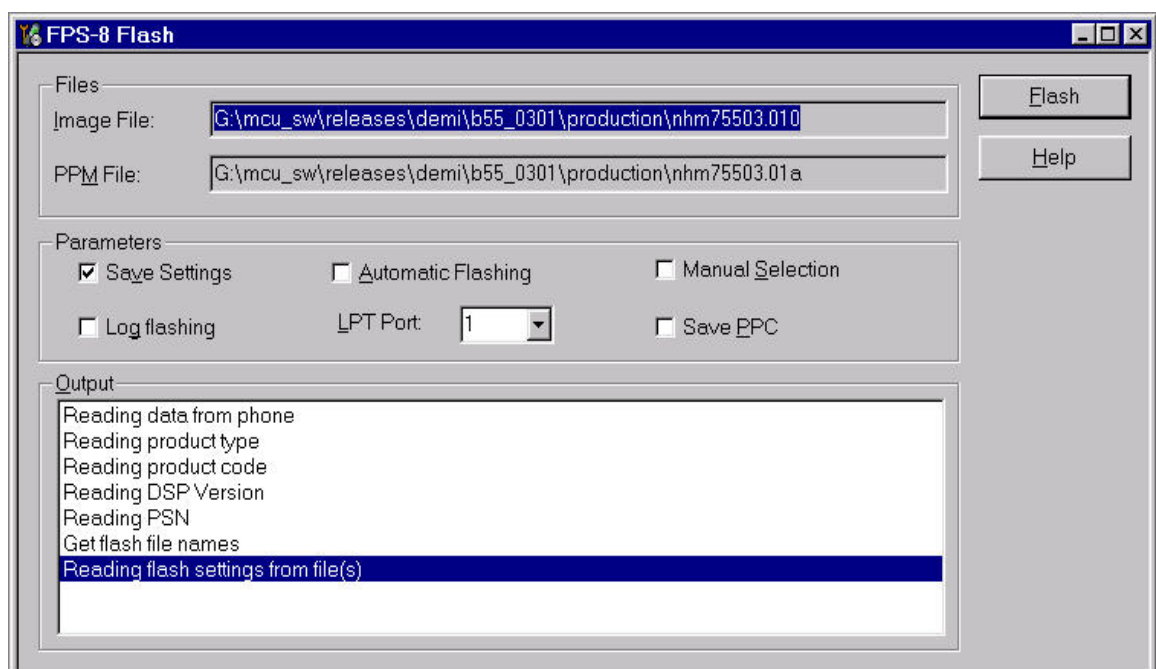 FPS-8 Flash
Files
Image File: G:\mcu_sw\releases\demi\b55_0301\production\nhm75503.010
PPM File: G:\mcu_sw\releases\demi\b55_0301\production\nhm75503.01a
Flash
Help
Parameters
Save Settings Automatic Flashing Manual Selection
Log flashing LPT Port: 1 Save PPC
Output
Reading data from phone
Reading product type
Reading product code
Reading DSP Version
Reading PSN
Get flash file names
Reading flash settings from file(s)